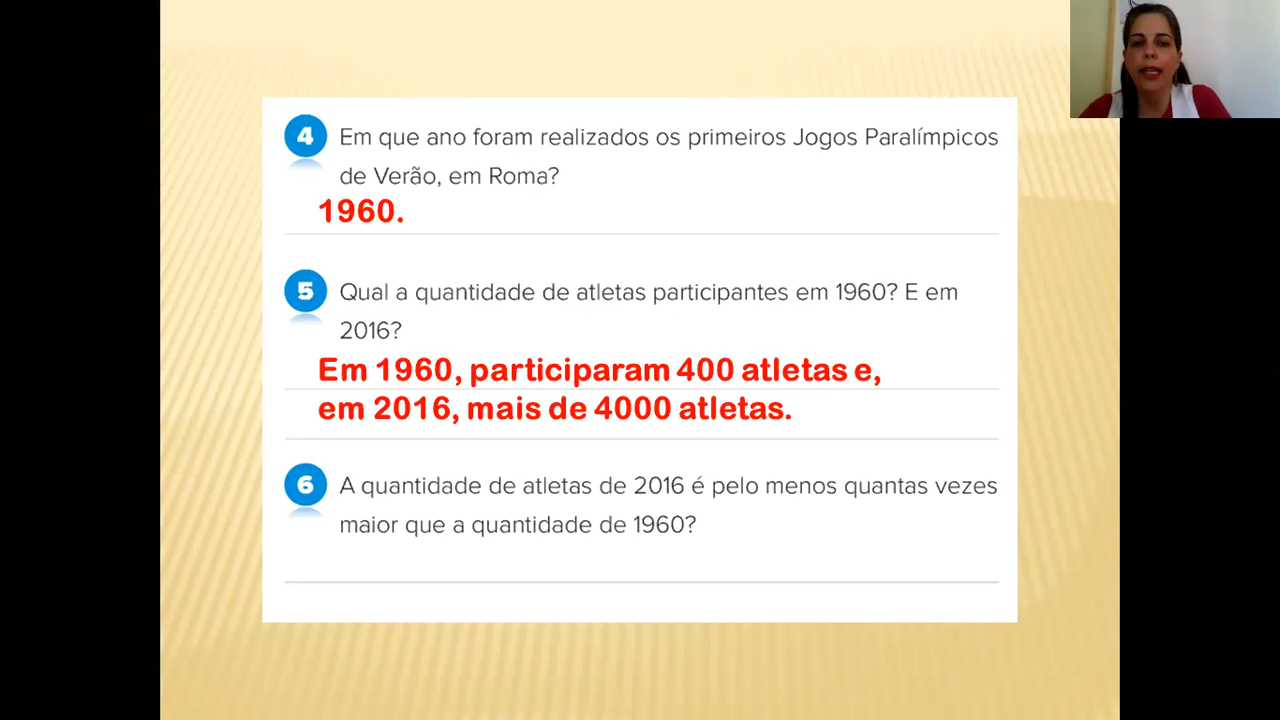 4 Em que ano foram realizados os primeiros Jogos Paralímpicos
de Verão, em Roma?
1960.
5 Qual a quantidade de atletas participantes em 1960? E em
2016?
Em 1960, participaram 400 atletas e,
em 2016, mais de 4000 atletas.
6 A quantidade de atletas de 2016 é pelo menos quantas vezes
maior que a quantidade de 1960?